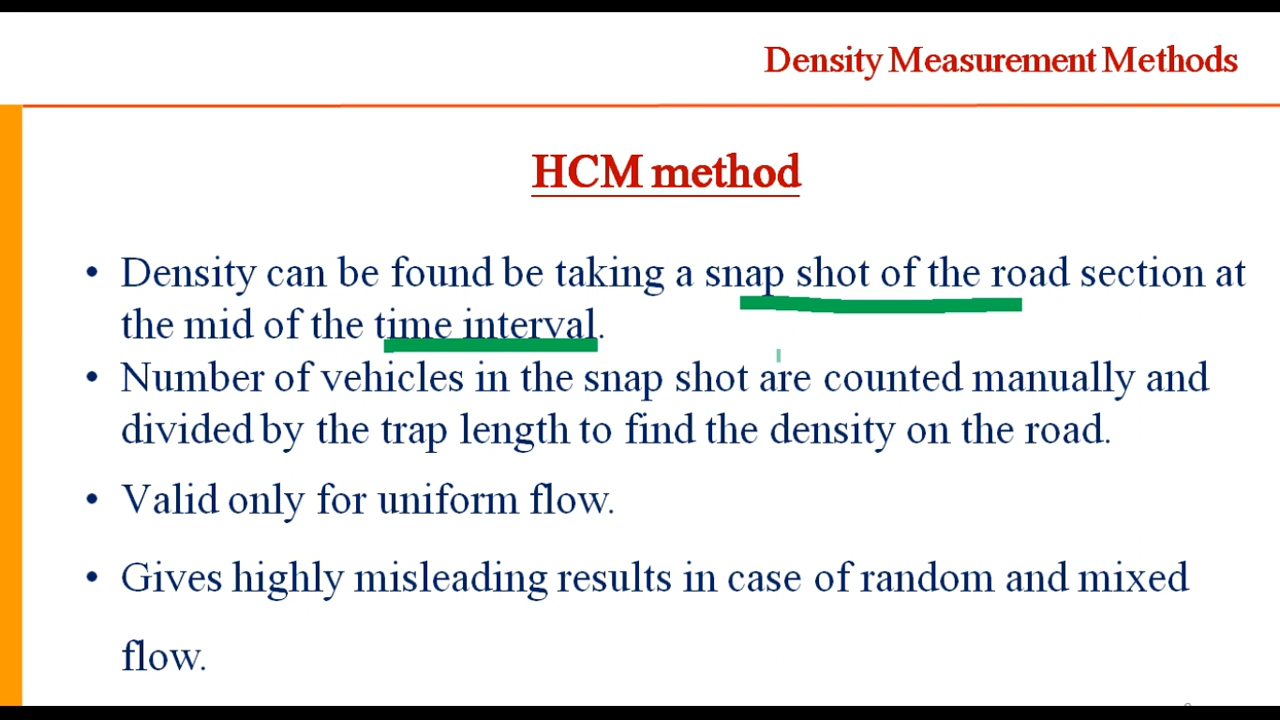 Density Measurement Methods
HCM method
• Density can be found be taking a snap shot of the road section at
the mid of the time interval.
• Number of vehicles in the snap shot are counted manually and
divided by the trap length to find the density on the road.
• Valid only for uniform flow.
• Gives highly misleading results in case of random and mixed
flow.